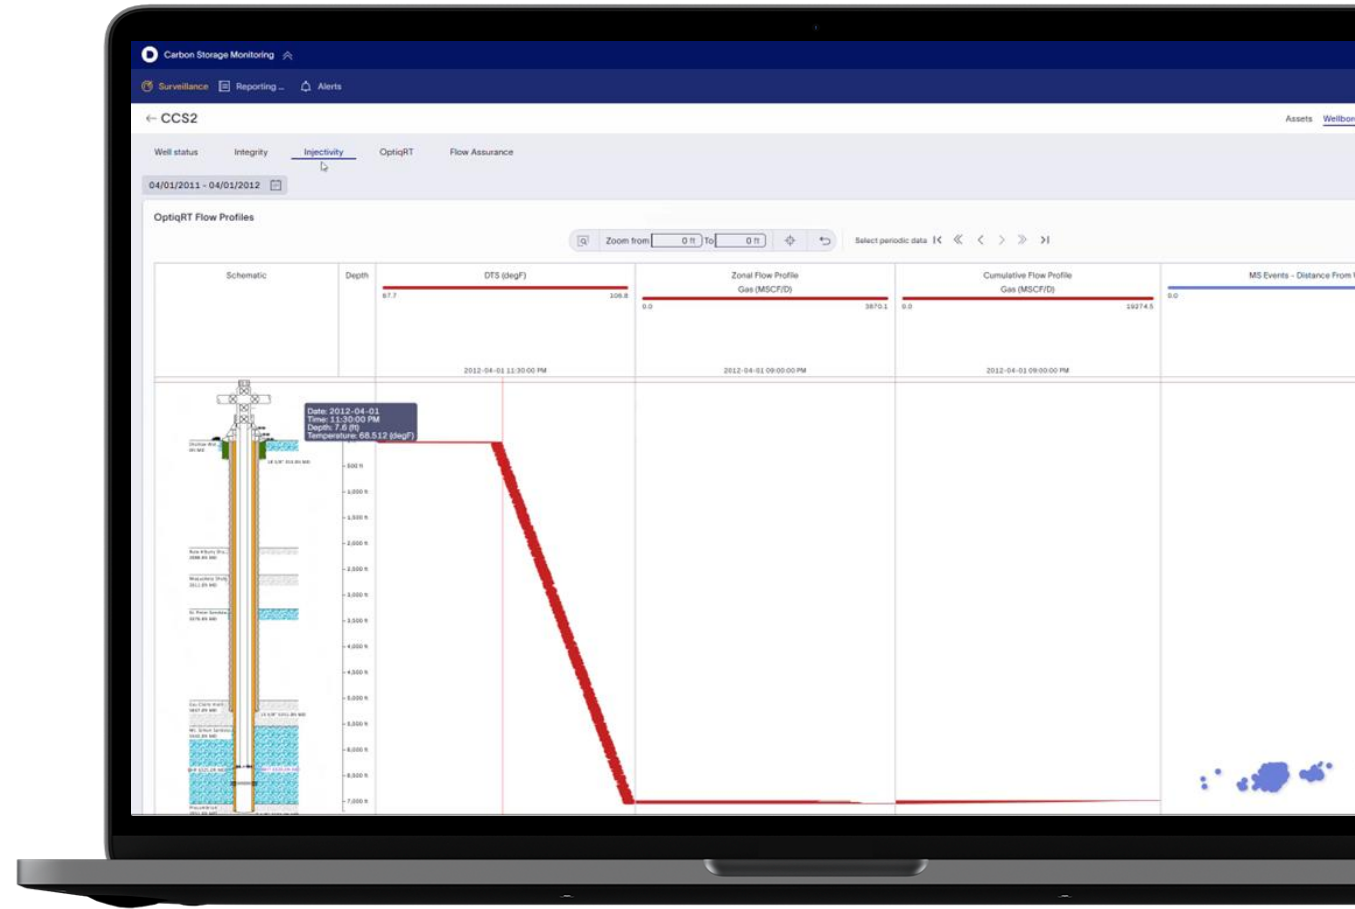 Carbon Storage Monitoring
Surveillance Reporting ... Alerts
← CCS2
Assets Wellbor
Well status Integrity Injectivity OptiqRT Flow Assurance
04/01/2011 - 04/01/2012
OptiqRT Flow Profiles
Zoom from 0 ft To 0 ft Select periodic data
Schematic Depth DTS (degF) Zonal Flow Profile Cumulative Flow Profile MS Events - Distance From
Gas (MSCF/D) Gas (MSCF/D)
67.7 106.8 0.0 3870.1 0.0 19274.5 0.0
2012-04-01 11:30:00 PM 2012-04-01 09:00:00 PM 2012-04-01 09:00:00 PM
Date: 2012-04-01
Time: 11:30:00 PM
Depth: 7.6 (ft)
Temperature: 68.512 (degF)
500 ft
1,000 ft
1,500 ft
2,000 ft
2,500 ft
3,000 ft
3,500 ft
4,000 ft
4,500 ft
5,000 ft
5,500 ft
6,000 ft
6,500 ft
7,000 ft